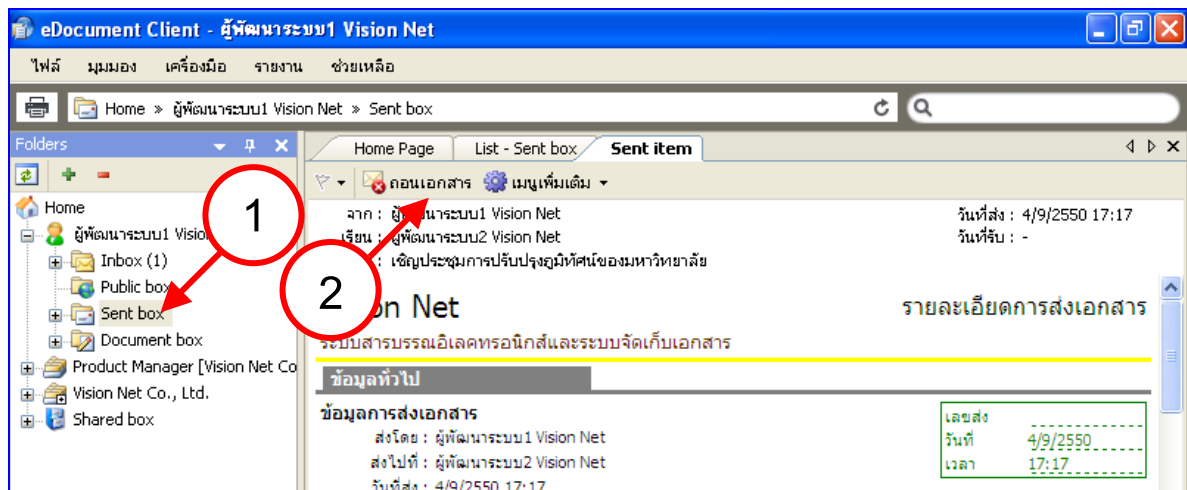 eDocument Client - ผู้พัฒนาระบบ1 Vision Net
ไฟล์ มุมมอง เครื่องมือ รายงาน ช่วยเหลือ
Home » ผู้พัฒนาระบบ1 Vision Net » Sent box
Folders
Home Page List - Sent box Sent item
ถอนเอกสาร เมนูเพิ่มเติม
Home
ผู้พัฒนาระบบ1 Visio
Inbox (1)
Public box
Sent box
Document box
Product Manager [Vision Net Co
Vision Net Co., Ltd.
Shared box
1
2
จาก : ผู้พัฒนาระบบ1 Vision Net
วันที่ส่ง : 4/9/2550 17:17
เรียน : ผู้พัฒนาระบบ2 Vision Net
วันที่รับ : -
: เชิญประชุมการปรับปรุงภูมิทัศน์ของมหาวิทยาลัย
on Net
รายละเอียดการส่งเอกสาร
ระบบสารบรรณอิเลคทรอนิกส์และระบบจัดเก็บเอกสาร
ข้อมูลทั่วไป
ข้อมูลการส่งเอกสาร
ส่งโดย : ผู้พัฒนาระบบ1 Vision Net
ส่งไปที่ : ผู้พัฒนาระบบ2 Vision Net
วันที่ส่ง : 4/9/2550 17:17
เลขส่ง
วันที่ 4/9/2550
เวลา 17:17